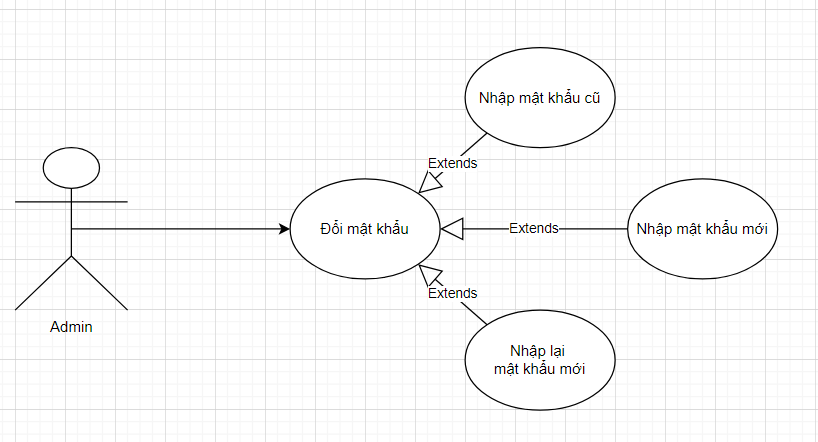 Nhập mật khẩu cũ
Extends
Đổi mật khẩu
Extends
Nhập mật khẩu mới
Extends
Admin
Nhập lại
mật khẩu mới